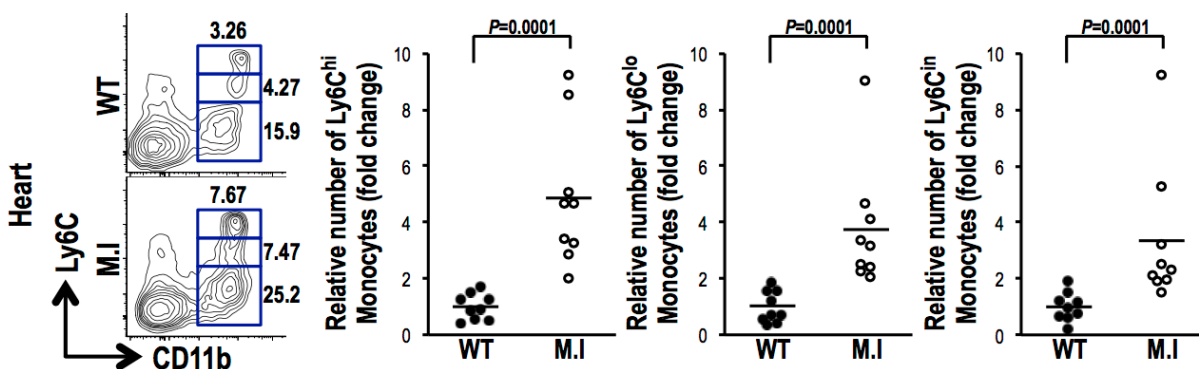 Heart
WT
3.26
4.27
15.9
M.I
7.67
7.47
25.2
Ly6C
CD11b
Relative number of Ly6Chi
Monocytes (fold change)
P=0.0001
10
8
6
4
2
0
WT
M.I
Relative number of Ly6Clo
Monocytes (fold change)
P=0.0001
10
8
6
4
2
0
WT
M.I
Relative number of Ly6Cin
Monocytes (fold change)
P=0.0001
10
8
6
4
2
0
WT
M.I